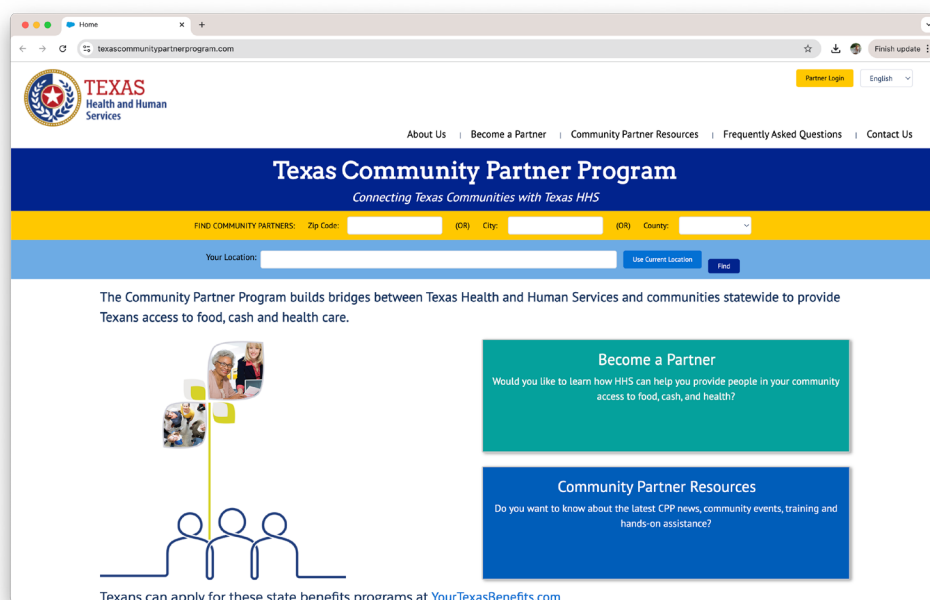 Home
texascommunitypartnerprogram.com
Finish update
TEXAS
Health and Human
Services
Partner Login
English
About Us | Become a Partner | Community Partner Resources | Frequently Asked Questions | Contact Us
Texas Community Partner Program
Connecting Texas Communities with Texas HHS
FIND COMMUNITY PARTNERS: Zip Code: (OR) City: (OR) County:
Your Location: Use Current Location Find
The Community Partner Program builds bridges between Texas Health and Human Services and communities statewide to provide
Texans access to food, cash and health care.
Become a Partner
Would you like to learn how HHS can help you provide people in your community
access to food, cash, and health?
Community Partner Resources
Do you want to know about the latest CPP news, community events, training and
hands-on assistance?
Texans can apply for these state benefits programs at YourTexasBenefits.com